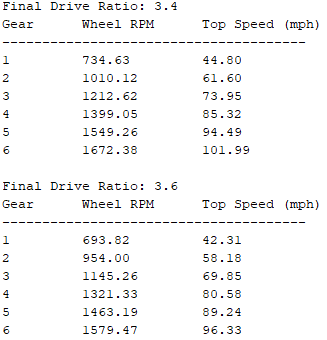 Final Drive Ratio: 3.4
Gear Wheel RPM Top Speed (mph)
--------------------------------------
1 734.63 44.80
2 1010.12 61.60
3 1212.62 73.95
4 1399.05 85.32
5 1549.26 94.49
6 1672.38 101.99
Final Drive Ratio: 3.6
Gear Wheel RPM Top Speed (mph)
--------------------------------------
1 693.82 42.31
2 954.00 58.18
3 1145.26 69.85
4 1321.33 80.58
5 1463.19 89.24
6 1579.47 96.33